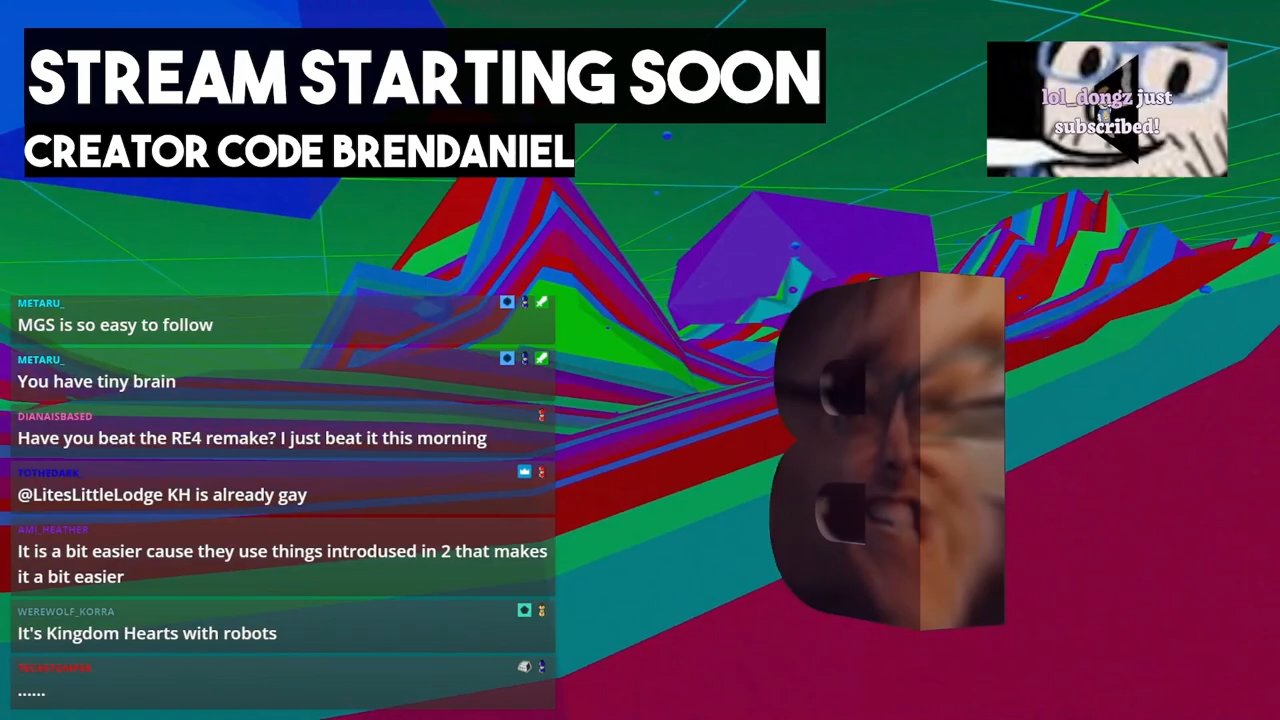 STREAM STARTING SOON
CREATOR CODE BRENDANIEL
lol_dongz just
subscribed!
METARU_
MGS is so easy to follow
METARU_
You have tiny brain
DIANAISBASED
Have you beat the RE4 remake? I just beat it this morning
TOTHEDARK_
@LitesLittleLodge KH is already gay
AMI_HEATHER
It is a bit easier cause they use things introdused in 2 that makes
it a bit easier
WEREWOLF_KORRA
It's Kingdom Hearts with robots
......